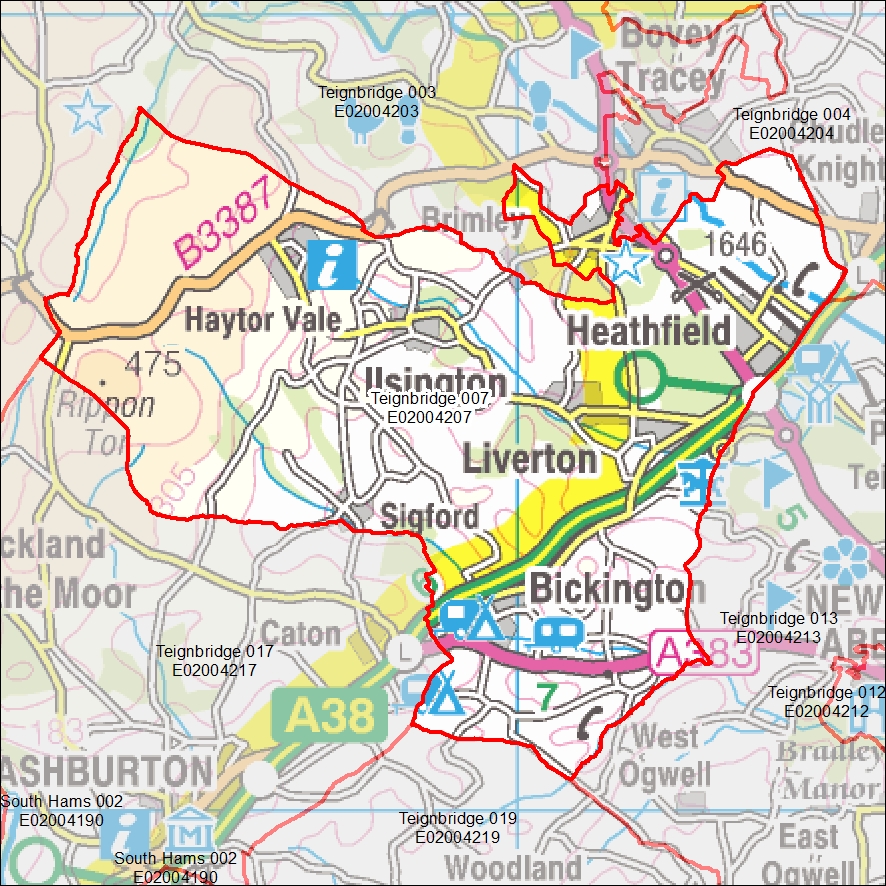 Bovey
Tracey
Teignbridge 003
E02004203
Teignbridge 004
E02004204
Knight
B3387
Brimley
i
i
1646
Haytor Vale
Heathfield
L
475
Rippon
Tor
Ilsington
Teignbridge 007
E02004207
Liverton
305
Sigford
5
ckland
the Moor
Bickington
NEW
Teignbridge 013
E02004213
Caton
L
Teignbridge 017
E02004217
A383
Teignbridge 012
E02004212
7
A38
183
West
Ogwell
Bradley
Manor
ASHBURTON
South Hams 002
E02004190
i
Teignbridge 019
E02004219
East
Ogwell
South Hams 002
E02004190
Woodland